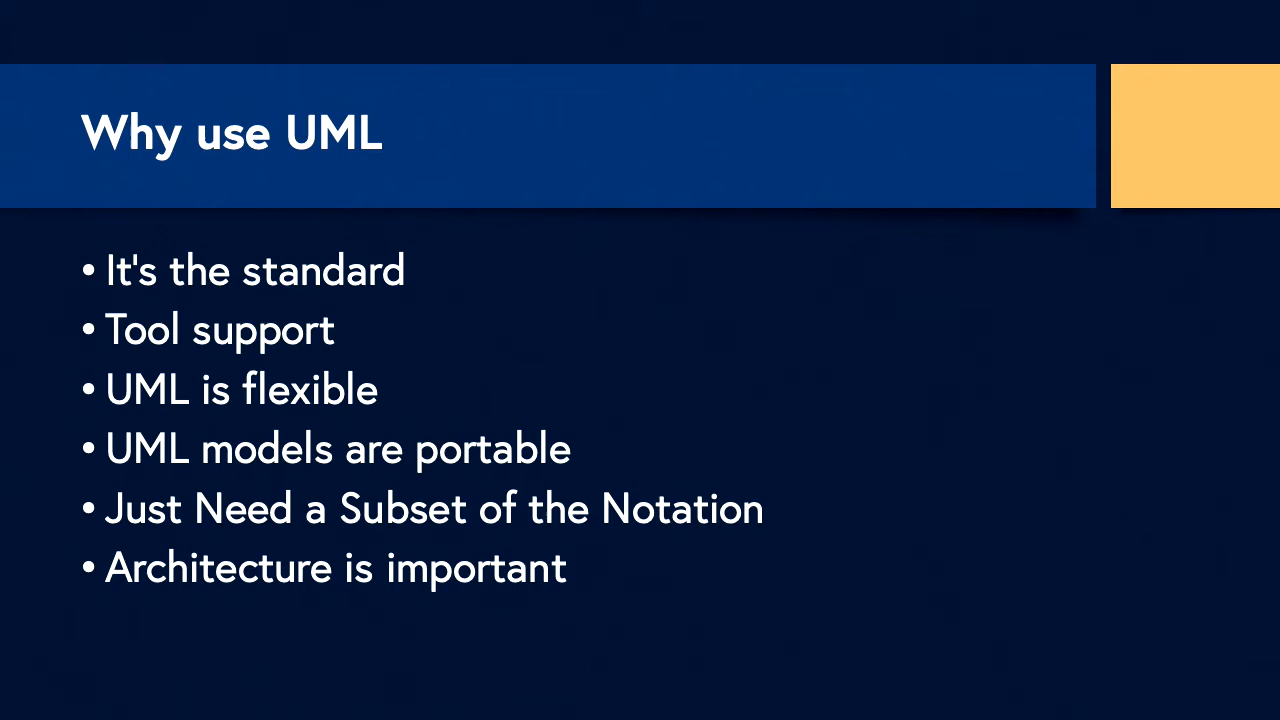 Why use UML
• It's the standard
• Tool support
• UML is flexible
• UML models are portable
• Just Need a Subset of the Notation
• Architecture is important